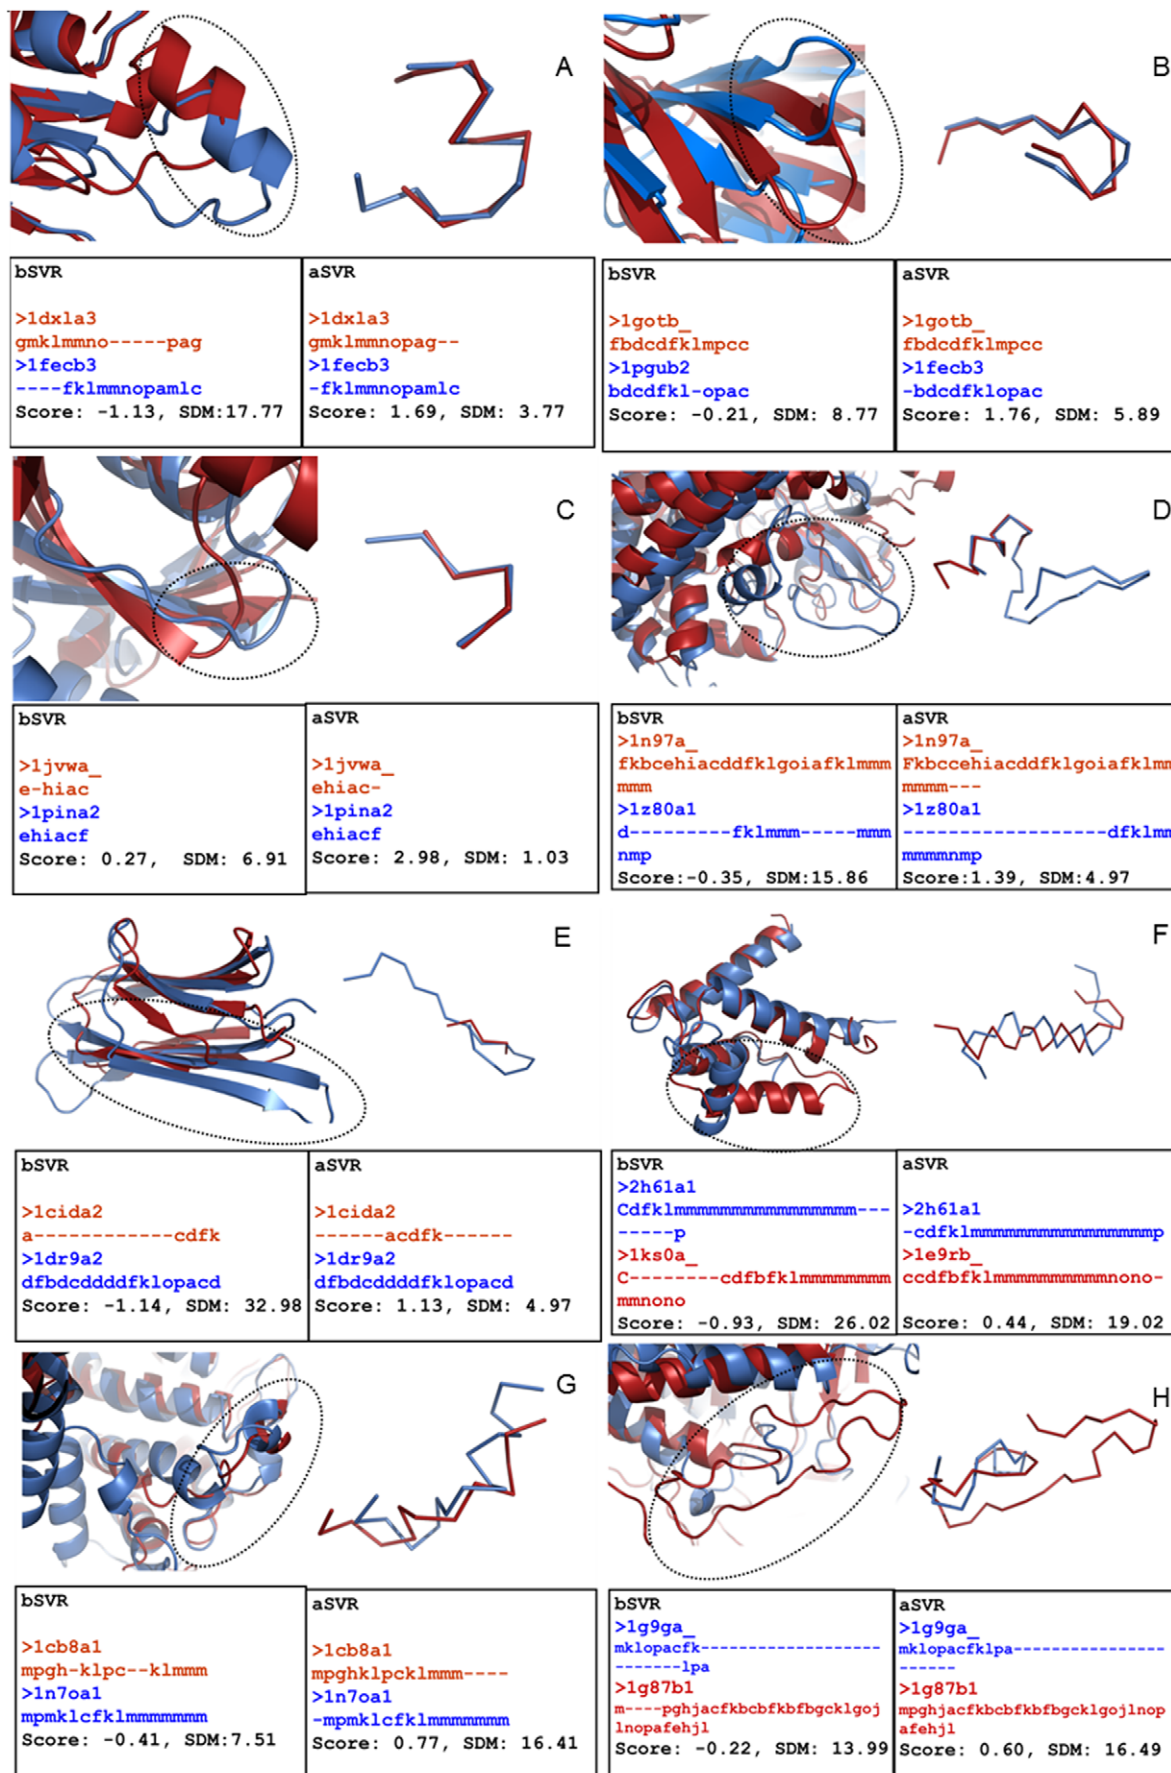 A
bSVR
>1dxla3
gmklmmno-----pag
>1fecb3
----fklmmnopamlc
Score: -1.13, SDM:17.77
aSVR
>1dxla3
gmklmmnopag--
>1fecb3
-fklmmnopamlc
Score: 1.69, SDM: 3.77
B
bSVR
>1gotb_
fbdcdfklmpcc
>1pgub2
bdcdfkl-opac
Score: -0.21, SDM: 8.77
aSVR
>1gotb_
fbdcdfklmpcc
>1fecb3
-bdcdfklopac
Score: 1.76, SDM: 5.89
C
bSVR
>1jvwa_
e-hiac
>1pina2
ehiacf
Score: 0.27, SDM: 6.91
aSVR
>1jvwa_
ehiac-
>1pina2
ehiacf
Score: 2.98, SDM: 1.03
D
bSVR
>1n97a_
fkbcehiacddfklgoiafklmmm
mmm
>1z80a1
d----------fklmmm-----mmm
nmp
Score:-0.35, SDM:15.86
aSVR
>1n97a_
Fkbccehiacddfklgoiafklmm
mmmm---
>1z80a1
------------------dfklmm
mmmmnmp
Score:1.39, SDM:4.97
E
bSVR
>1cida2
a------------cdfk
>1dr9a2
dfbdcddddfklopacd
Score: -1.14, SDM: 32.98
aSVR
>1cida2
------acdfk------
>1dr9a2
dfbdcddddfklopacd
Score: 1.13, SDM: 4.97
F
bSVR
>2h61a1
Cdfklmmmmmmmmmmmmmmmm---
------p
>1ks0a_
C---------cdfbfklmmmmmmmm
mmnono
Score: -0.93, SDM: 26.02
aSVR
>2h61a1
-cdfklmmmmmmmmmmmmmmmmp
>1e9rb_
ccdfbfklmmmmmmmmmmnono-
Score: 0.44, SDM: 19.02
G
bSVR
>1cb8a1
mpgh-klpc--klmmm
>1n7oa1
mpmklcfklmmmmmmm
Score: -0.41, SDM:7.51
aSVR
>1cb8a1
mpghklpcklmmm----
>1n7oa1
-mpmklcfklmmmmmmm
Score: 0.77, SDM: 16.41
H
bSVR
>1g9ga_
mklopacfk-------------------
-------lpa
>1g87b1
m----pghjacfkbcbfkbfbgcklgoj
lnopafehjl
Score: -0.22, SDM: 13.99
aSVR
>1g9ga_
mklopacfklpa-----------------
------
>1g87b1
mpghjacfkbcbfkbfbgcklgojlnop
afehjl
Score: 0.60, SDM: 16.49